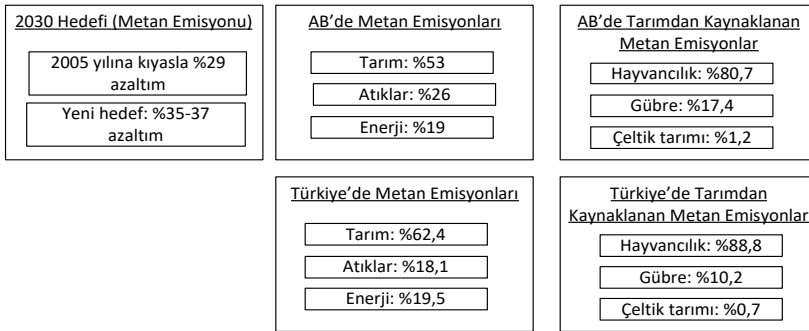 2030 Hedefi (Metan Emisyonu)
2005 yılına kıyasla %29
azaltım
Yeni hedef: %35-37
azaltım
AB’de Metan Emisyonları
Tarım: %53
Atıklar: %26
Enerji: %19
AB’de Tarımdan Kaynaklanan
Metan Emisyonlar
Hayvancılık: %80,7
Gübre: %17,4
Çeltik tarımı: %1,2
Türkiye’de Metan Emisyonları
Tarım: %62,4
Atıklar: %18,1
Enerji: %19,5
Türkiye’de Tarımdan
Kaynaklanan Metan Emisyonlar
Hayvancılık: %88,8
Gübre: %10,2
Çeltik tarımı: %0,7